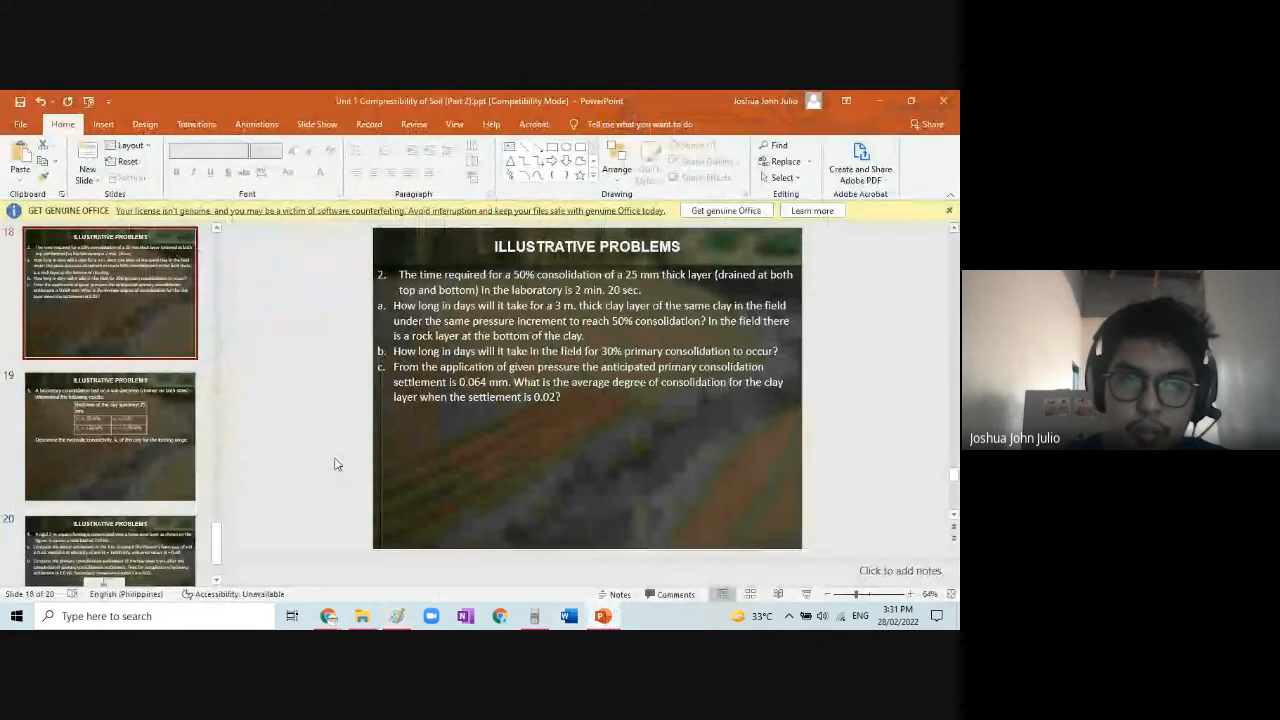 Unit 1 Compressibility of Soil (Part 2).ppt [Compatibility Mode] - PowerPoint
Joshua John Julio
File Home Insert Design Transitions Animations Slide Show Record Review View Help Acrobat Tell me what you want to do Share
Paste
New
Slide
Layout
Reset
Section
Arrange
Quick
Styles
Shape Fill
Shape Outline
Shape Effects
Find
Replace
Select
Create and Share
Adobe PDF
Clipboard Slides Font Paragraph Drawing Editing Adobe Acrobat
GET GENUINE OFFICE Your license isn't genuine, and you may be a victim of software counterfeiting. Avoid interruption and keep your files safe with genuine Office today. Get genuine Office Learn more
18
ILLUSTRATIVE PROBLEMS
19
ILLUSTRATIVE PROBLEMS
20
ILLUSTRATIVE PROBLEMS
ILLUSTRATIVE PROBLEMS
2. The time required for a 50% consolidation of a 25 mm thick layer (drained at both
top and bottom) in the laboratory is 2 min. 20 sec.
a. How long in days will it take for a 3 m. thick clay layer of the same clay in the field
under the same pressure increment to reach 50% consolidation? In the field there
is a rock layer at the bottom of the clay.
b. How long in days will it take in the field for 30% primary consolidation to occur?
c. From the application of given pressure the anticipated primary consolidation
settlement is 0.064 mm. What is the average degree of consolidation for the clay
layer when the settlement is 0.02?
Click to add notes
Slide 18 of 20 English (Philippines) Accessibility: Unavailable Notes Comments 64%
Type here to search
33°C ENG
3:31 PM
28/02/2022
Joshua John Julio